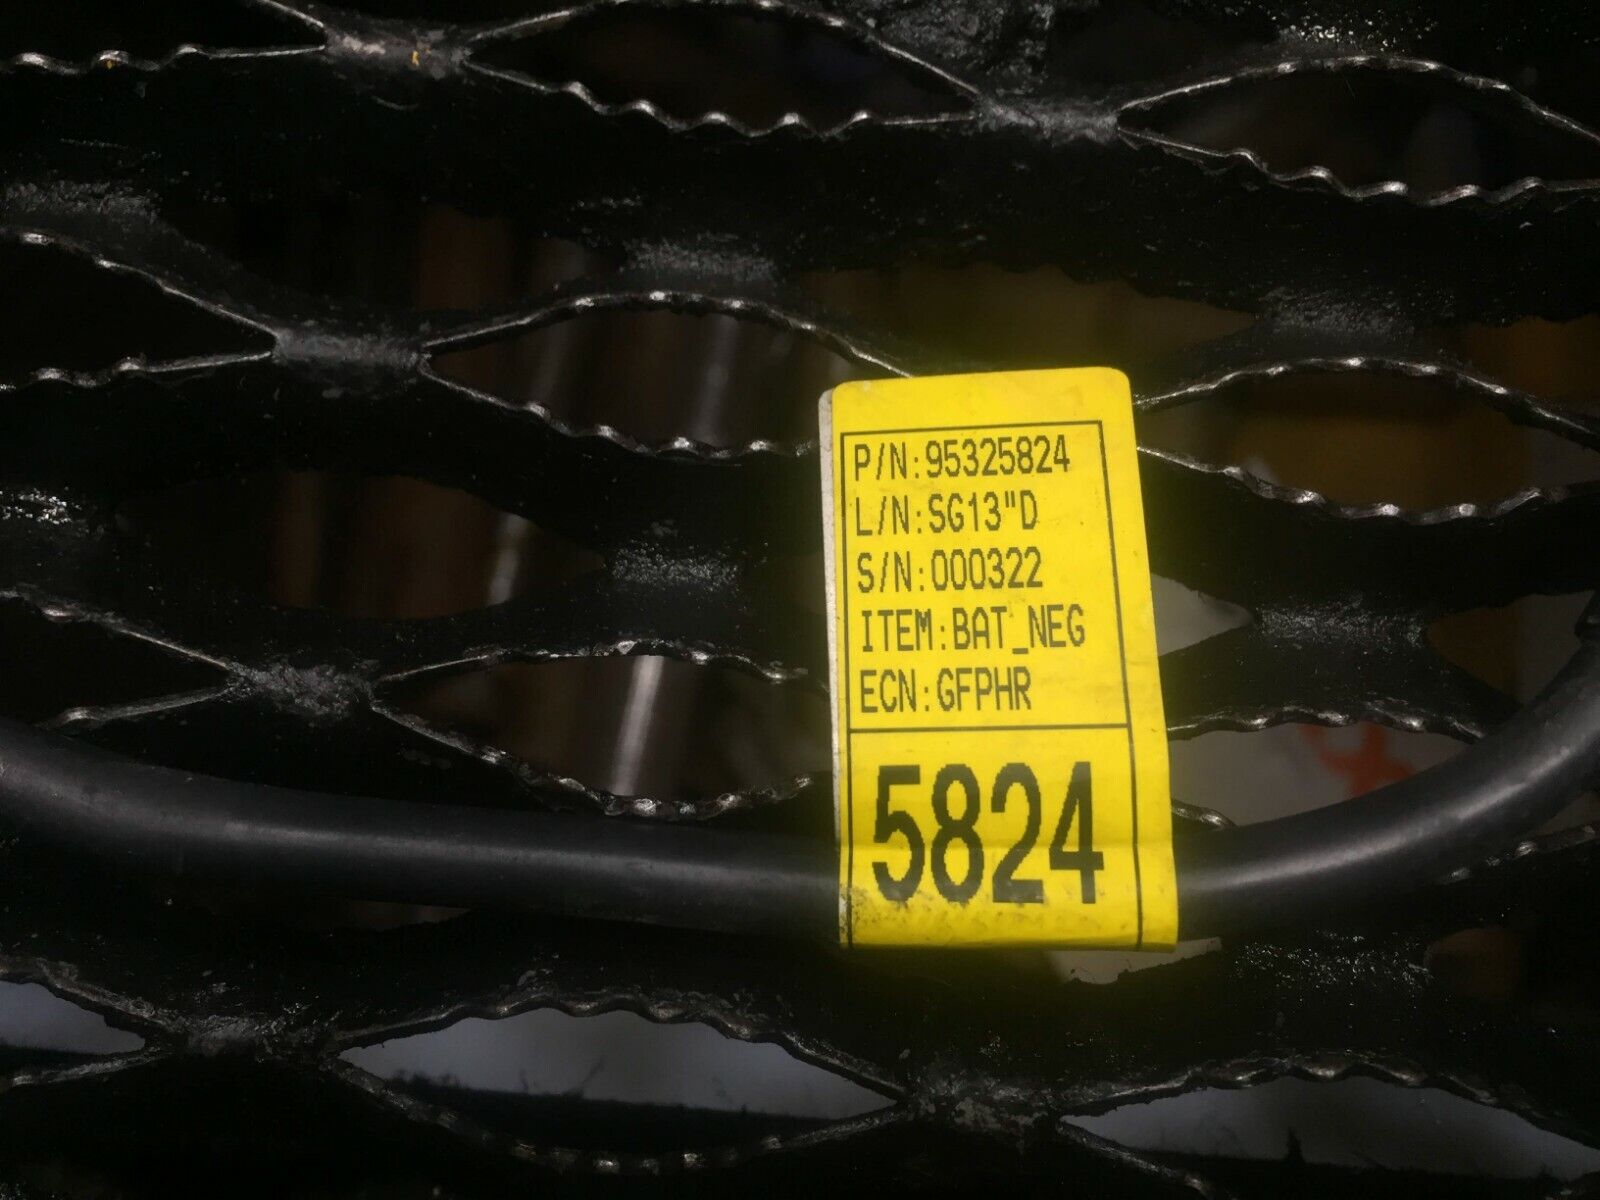 P/N:95325824
L/N:SG13"D
S/N:000322
ITEM:BAT_NEG
ECN:GFPHR
5824